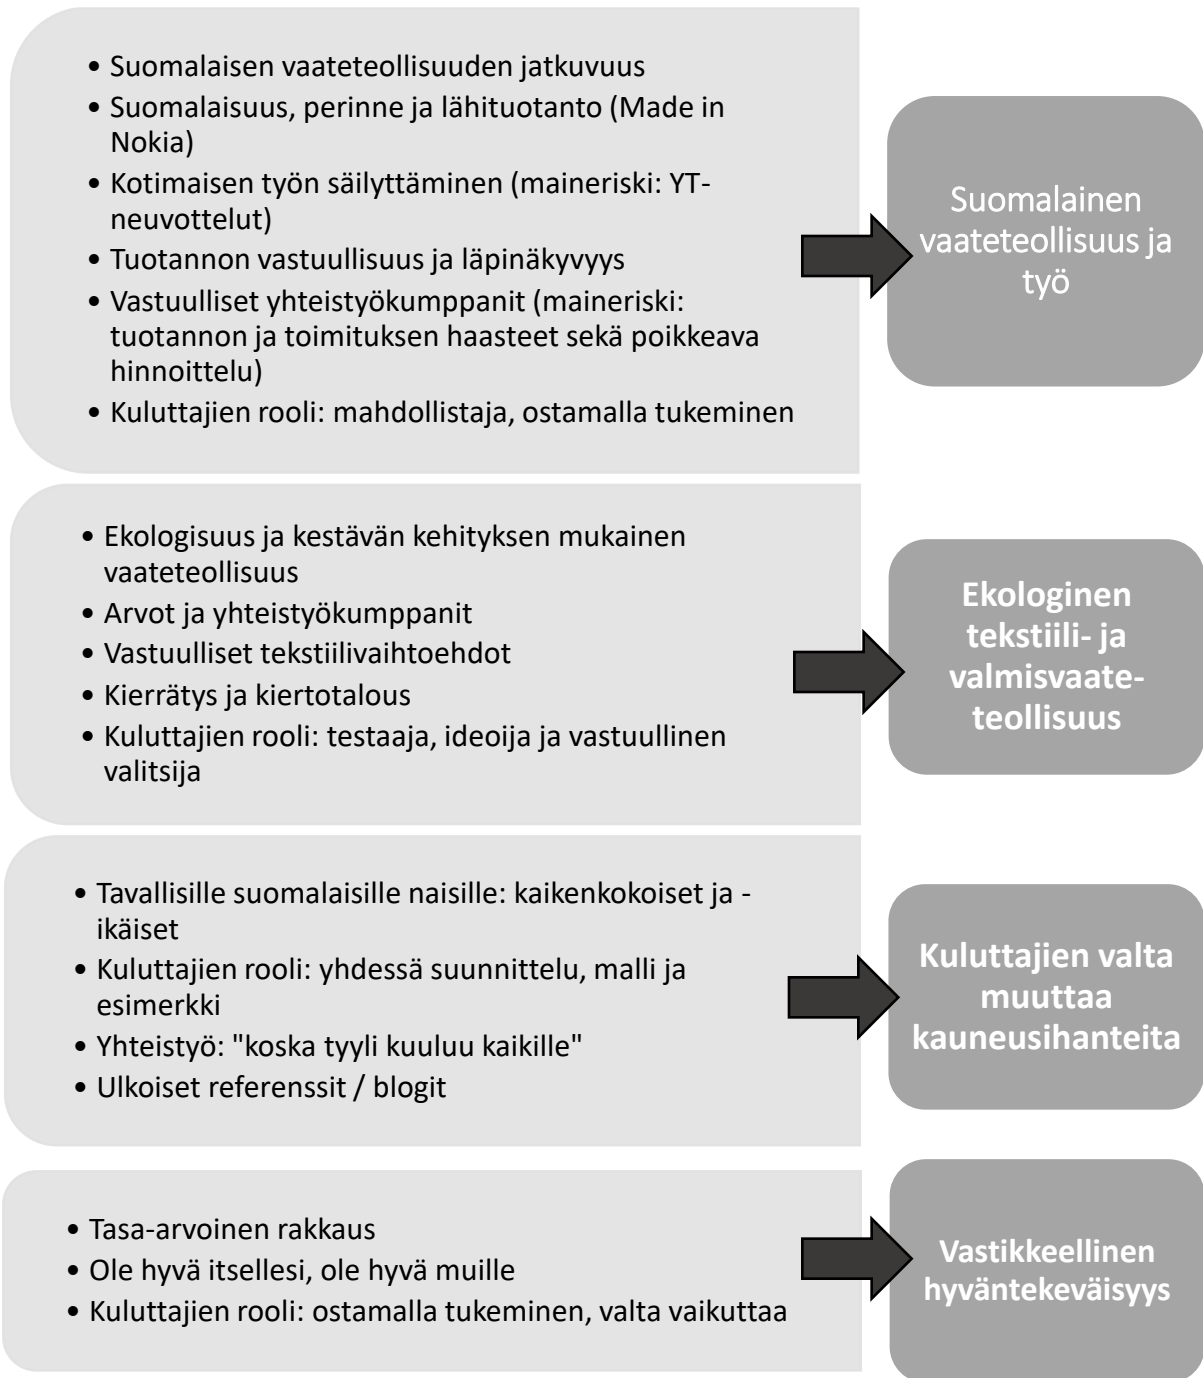 • Suomalaisen vaateteollisuuden jatkuvuus
• Suomalaisuus, perinne ja lähituotanto (Made in
Nokia)
• Kotimaisen työn säilyttäminen (maineriski: YT-
neuvottelut)
• Tuotannon vastuullisuus ja läpinäkyvyys
• Vastuulliset yhteistyökumppanit (maineriski:
tuotannon ja toimituksen haasteet sekä poikkeava
hinnoittelu)
• Kuluttajien rooli: mahdollistaja, ostamalla tukeminen
Suomalainen
vaateteollisuus ja
työ
• Ekologisuus ja kestävän kehityksen mukainen
vaateteollisuus
• Arvot ja yhteistyökumppanit
• Vastuulliset tekstiilivaihtoehdot
• Kierrätys ja kiertotalous
• Kuluttajien rooli: testaaja, ideoija ja vastuullinen
valitsija
Ekologinen
tekstiili- ja
valmisvaate-
teollisuus
• Tavallisille suomalaisille naisille: kaikenkokoiset ja -
ikäiset
• Kuluttajien rooli: yhdessä suunnittelu, malli ja
esimerkki
• Yhteistyö: "koska tyyli kuuluu kaikille"
• Ulkoiset referenssit / blogit
Kuluttajien valta
muuttaa
kauneusihanteita
• Tasa-arvoinen rakkaus
• Ole hyvä itsellesi, ole hyvä muille
• Kuluttajien rooli: ostamalla tukeminen, valta vaikuttaa
Vastikkeellinen
hyväntekeväisyys